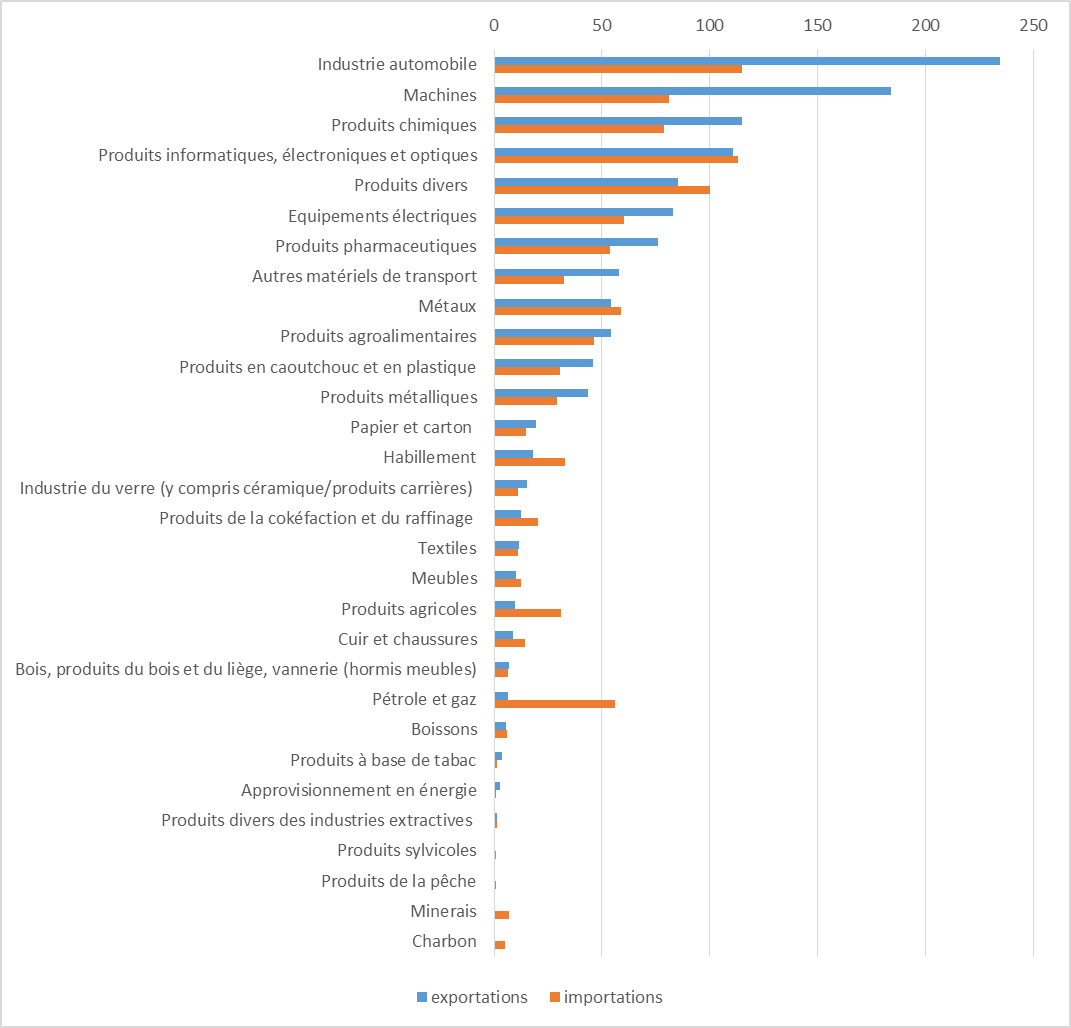 0 50 100 150 200 250
Industrie automobile
Machines
Produits chimiques
Produits informatiques, électroniques et optiques
Produits divers
Equipements électriques
Produits pharmaceutiques
Autres matériels de transport
Métaux
Produits agroalimentaires
Produits en caoutchouc et en plastique
Produits métalliques
Papier et carton
Habillement
Industrie du verre (y compris céramique/produits carrières)
Produits de la cokéfaction et du raffinage
Textiles
Meubles
Produits agricoles
Cuir et chaussures
Bois, produits du bois et du liège, vannerie (hormis meubles)
Pétrole et gaz
Boissons
Produits à base de tabac
Approvisionnement en énergie
Produits divers des industries extractives
Produits sylvicoles
Produits de la pêche
Minerais
Charbon
exportations importations